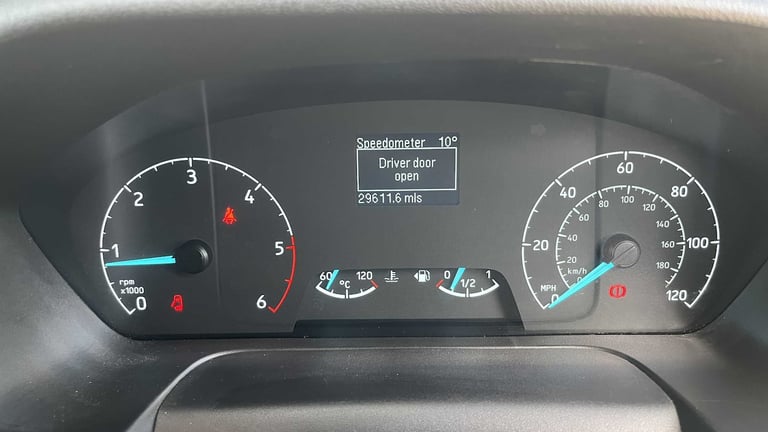 Speedometer 10°
Driver door
open
29611.6 mls
0 1 2 3 4 5 6
rpm
x1000
60 120
°C
0 1/2 1
0 20 40 60 80 100 120
MPH
0 20 40 60 80 100 120 140 160 180
km/h